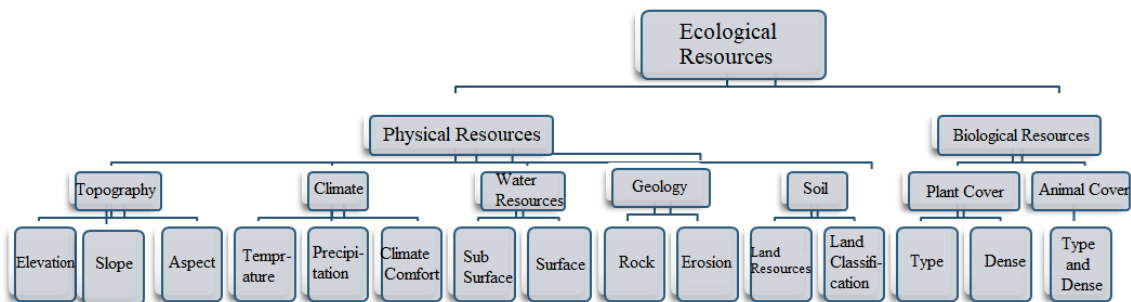 Ecological
Resources
Physical Resources
Biological Resources
Topography
Climate
Water
Resources
Geology
Soil
Plant Cover
Animal Cover
Elevation
Slope
Aspect
Tempr-
rature
Precipi-
tation
Climate
Comfort
Sub
Surface
Surface
Rock
Erosion
Land
Resources
Land
Classifi-
cation
Type
Dense
Type
and
Dense